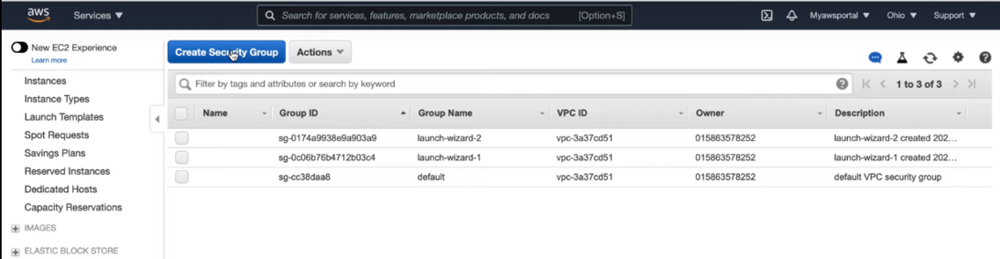 aws Services Search for services, features, marketplace products, and docs [Option+S] Myawsportal Ohio Support
New EC2 Experience
Learn more
Instances
Instance Types
Launch Templates
Spot Requests
Savings Plans
Reserved Instances
Dedicated Hosts
Capacity Reservations
IMAGES
ELASTIC BLOCK STORE
Create Security Group Actions
Filter by tags and attributes or search by keyword 1 to 3 of 3
Name Group ID Group Name VPC ID Owner Description
sg-0174a9938e9a903a9 launch-wizard-2 vpc-3a37cd51 015863578252 launch-wizard-2 created 202...
sg-0c06b76b4712b03c4 launch-wizard-1 vpc-3a37cd51 015863578252 launch-wizard-1 created 202...
sg-cc38daa8 default vpc-3a37cd51 015863578252 default VPC security group